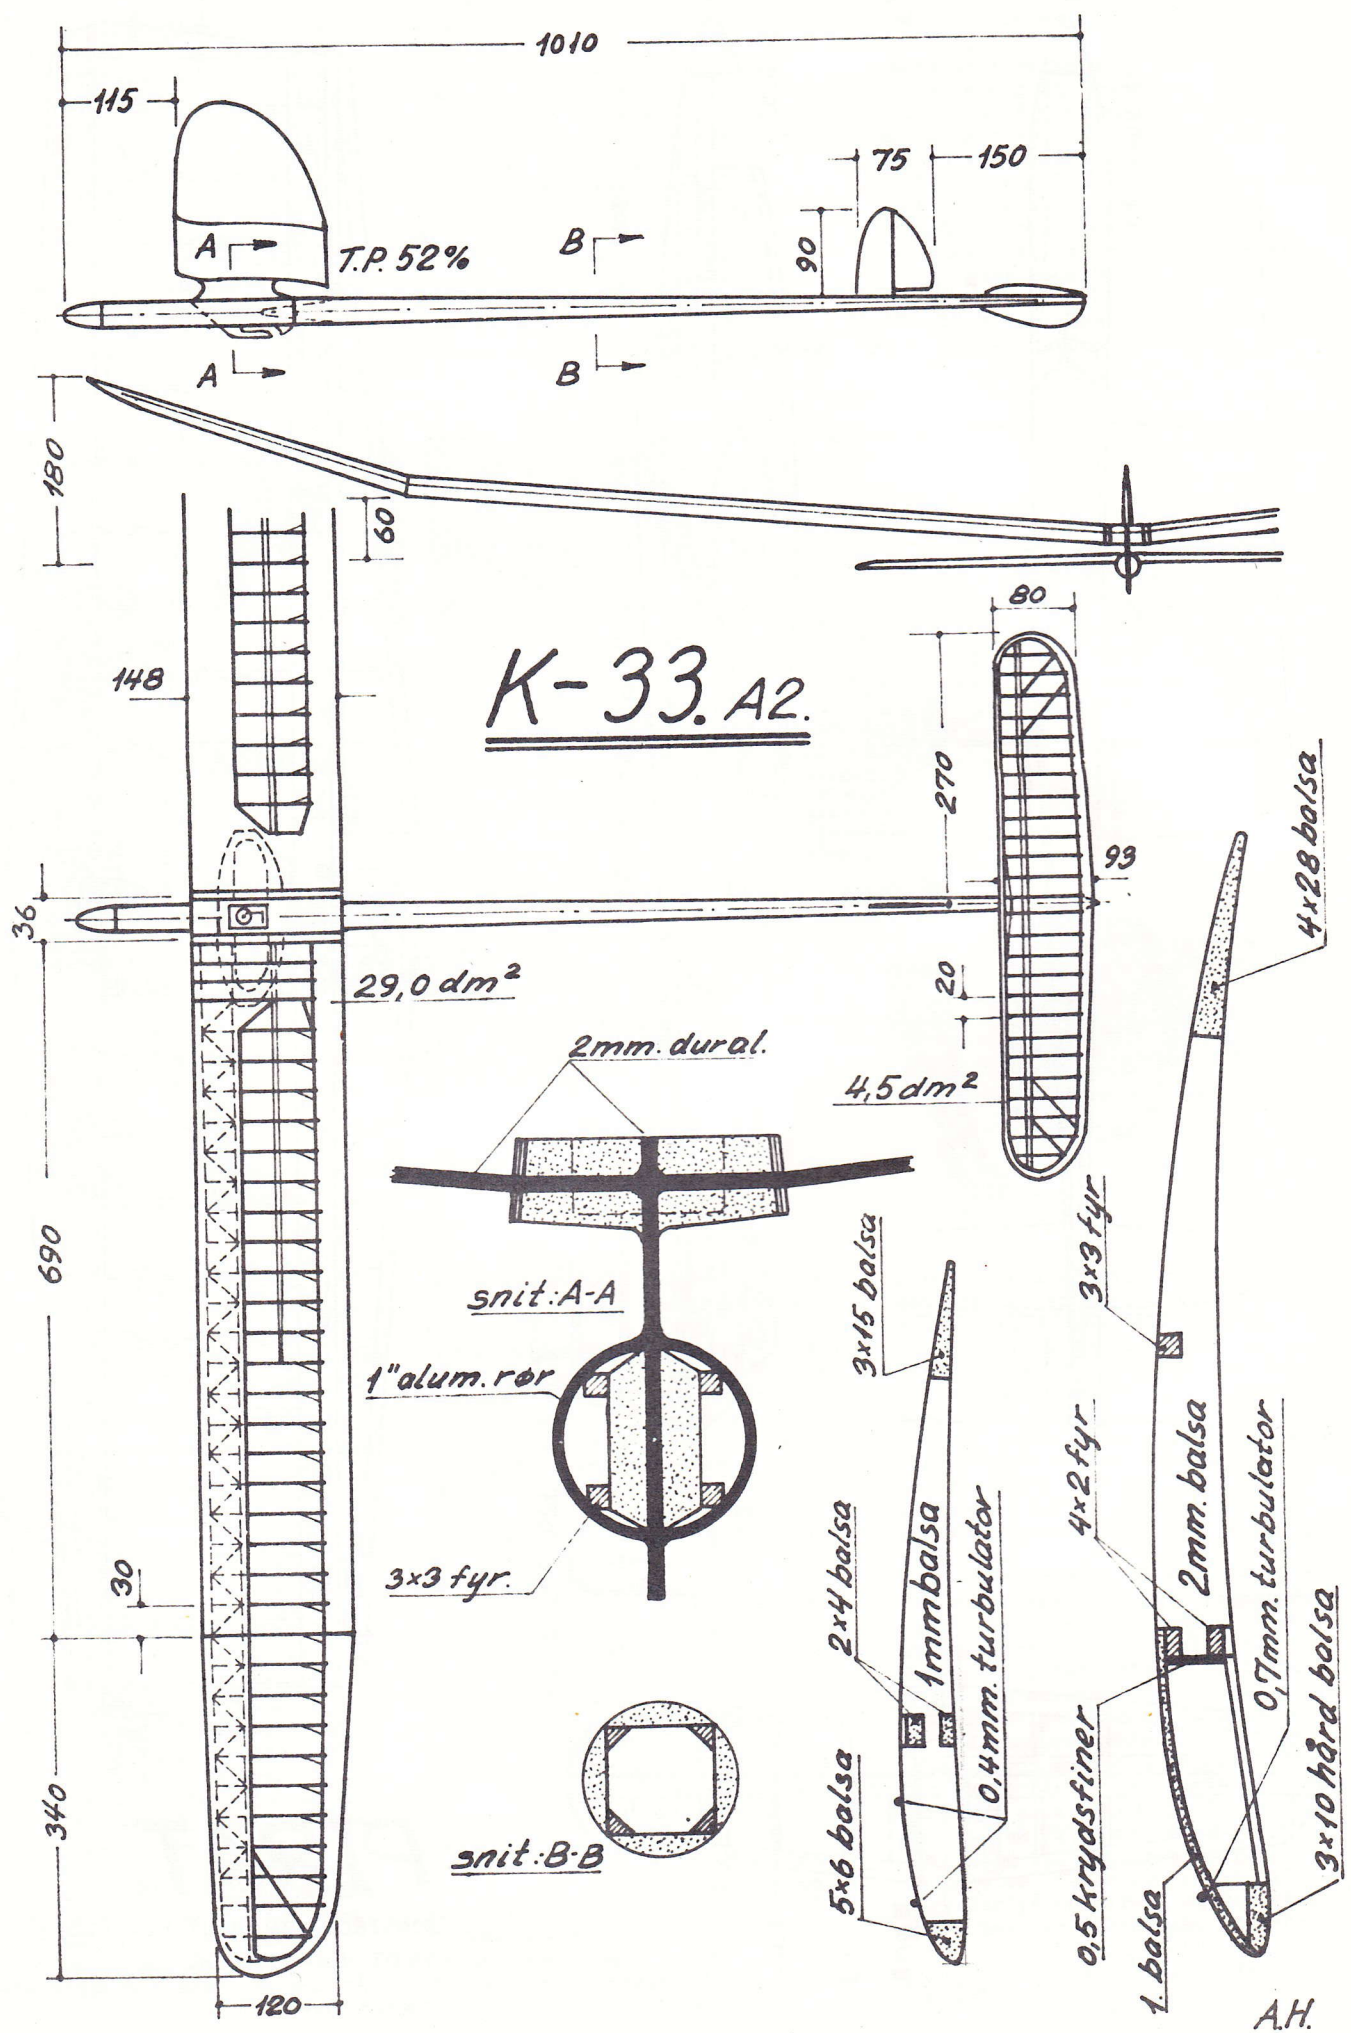 1010
115
75
150
90
A
B
T.P. 52%
A
B
180
60
80
148
K-33. A2.
270
93
36
29,0 dm²
20
4,5 dm²
4x28 balsa
2mm. dural.
690
snit:A-A
3x15 balsa
3x3 fyr
1" alum. rør
3x3 fyr.
30
2x4 balsa
1mm balsa
0,4mm. turbulator
4x2 fyr
2mm. balsa
0,7mm. turbulator
340
snit:B-B
5x6 balsa
0,5 krydsfiner
1. balsa
3x10 hård balsa
120
A.H.